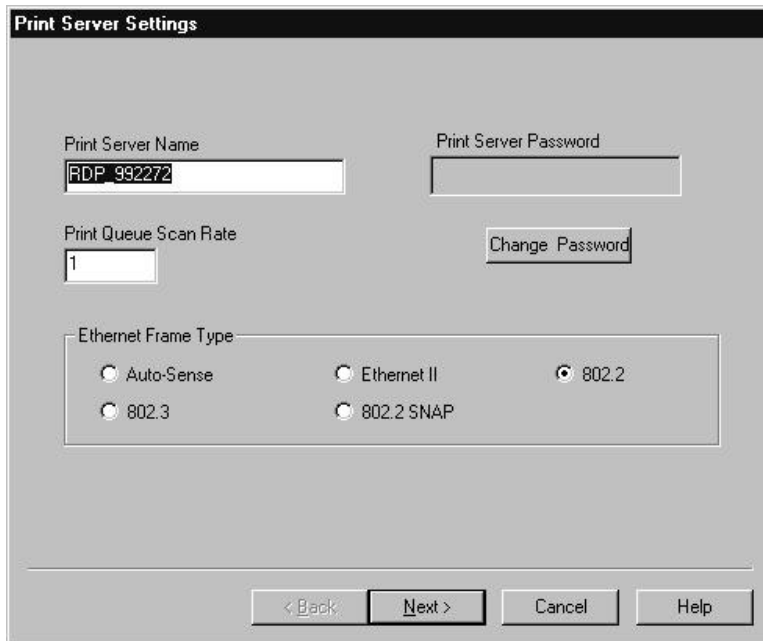 Print Server Settings
Print Server Name
Print Server Password
RDP_992272
Print Queue Scan Rate
Change Password
1
Ethernet Frame Type
Auto-Sense
Ethernet II
802.2
802.3
802.2 SNAP
< Back
Next >
Cancel
Help